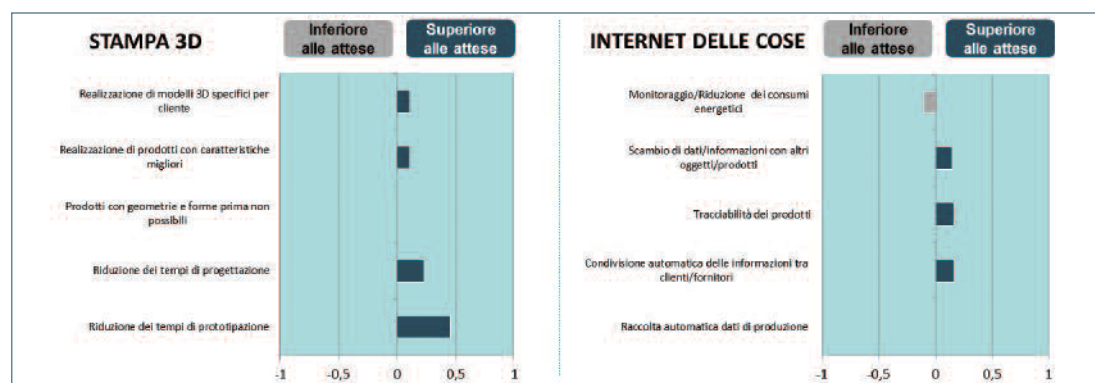 STAMPA 3D
Inferiore
alle attese
Superiore
alle attese
Realizzazione di modelli 3D specifici per
cliente
Realizzazione di prodotti con caratteristiche
migliori
Prodotti con geometrie e forme prima non
possibili
Riduzione dei tempi di progettazione
Riduzione dei tempi di prototipazione
-1
-0,5
0
0,5
1
INTERNET DELLE COSE
Inferiore
alle attese
Superiore
alle attese
Monitoraggio/Riduzione dei consumi
energetici
Scambio di dati/informazioni con altri
oggetti/prodotti
Tracciabilità dei prodotti
Condivisione automatica delle informazioni tra
clienti/fornitori
Raccolta automatica dati di produzione
-1
-0,5
0
0,5
1